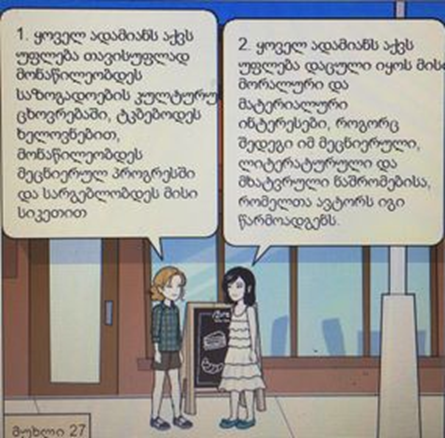 1. ყოველ ადამიანს აქვს
უფლება თავისუფლად
მონაწილეობდეს
საზოგადოების კულტურულ
ცხოვრებაში, ტკბებოდეს
ხელოვნებით,
მონაწილეობდეს
მეცნიერულ პროგრესში
და სარგებლობდეს მისი
სიკეთით
2. ყოველ ადამიანს აქვს
უფლება დაცული იყოს მისი
მორალური და
მატერიალური
ინტერესები, როგორც
შედეგი იმ მეცნიერული,
ლიტერატურული და
მხატვრული ნაშრომებისა,
რომელთა ავტორს იგი
წარმოადგენს.
მუხლი 27